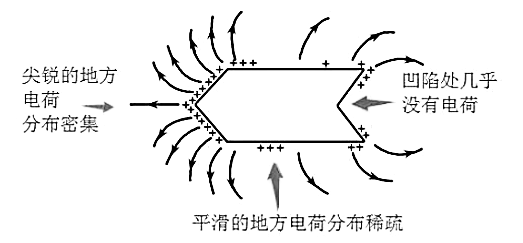 尖锐的地方
电荷
分布密集
凹陷处几乎
没有电荷
平滑的地方电荷分布稀疏